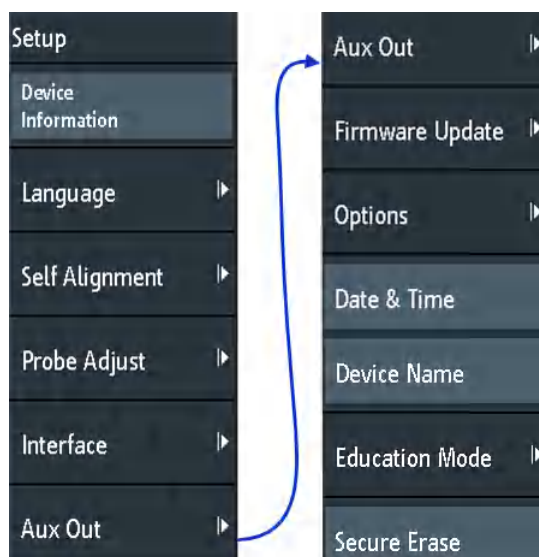 Setup
Device
Information
Language
Self Alignment
Probe Adjust
Interface
Aux Out
Aux Out
Firmware Update
Options
Date & Time
Device Name
Education Mode
Secure Erase